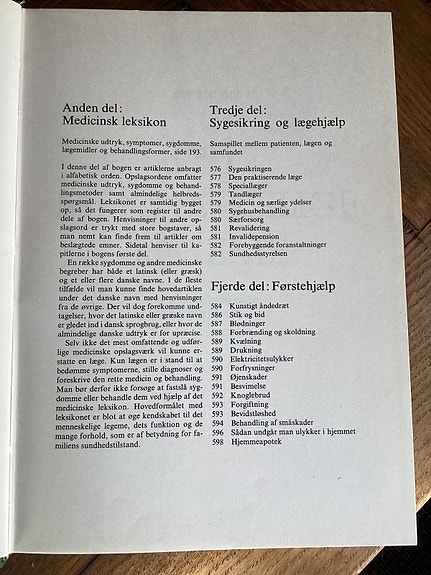 Anden del:
Medicinsk leksikon
Medicinske udtryk, symptomer, sygdomme,
lægemidler og behandlingsformer, side 193.
I denne del af bogen er artiklerne anbragt
i alfabetisk orden. Opslagsordene omfatter
medicinske udtryk, sygdomme og behand-
lingsmetoder samt almindelige helbreds-
spørgsmål. Leksikonet er samtidig bygget
op, så det fungerer som register til andre
dele af bogen. Henvisninger til andre op-
slagsord er trykt med store bogstaver, så
man nemt kan finde frem til artikler om
beslægtede emner. Sidetal henviser til ka-
pitlerne i bogens første del.
En række sygdomme og andre medicinske
begreber har både et latinsk (eller græsk)
og et eller flere danske navne. I de fleste
tilfælde vil man kunne finde hovedartiklen
under det danske navn med henvisninger
fra de øvrige. Der vil dog forekomme und-
tagelser, hvor det latinske eller græske navn
er gledet ind i dansk sprogbrug, eller hvor de
almindelige danske udtryk er for upræcise.
Selv ikke det mest omfattende og udfør-
lige medicinske opslagsværk vil kunne er-
statte en læge. Kun lægen er i stand til at
bedømme symptomerne, stille diagnoser og
foreskrive den rette medicin og behandling.
Man bør derfor ikke forsøge at fastslå syg-
domme eller behandle dem ved hjælp af det
medicinske leksikon. Hovedformålet med
leksikonet er blot at øge kendskabet til det
menneskelige legeme, dets funktion og de
mange forhold, som er af betydning for fa-
miliens sundhedstilstand.
Tredje del:
Sygesikring og lægehjælp
Samspillet mellem patienten, lægen og
samfundet
576 Sygesikringen
577 Den praktiserende læge
578 Speciallæger
579 Tandlæger
579 Medicin og særlige ydelser
580 Sygehusbehandling
580 Særforsorg
581 Revalidering
581 Invalidepension
582 Forebyggende foranstaltninger
582 Sundhedsstyrelsen
Fjerde del: Førstehjælp
584 Kunstigt åndedræt
586 Stik og bid
587 Blødninger
588 Forbrænding og skoldning
589 Kvælning
589 Drukning
590 Elektricitetsulykker
590 Forfrysninger
591 Øjenskader
591 Besvimelse
592 Knoglebrud
593 Forgiftning
593 Bevidstløshed
594 Behandling af småskader
596 Sådan undgår man ulykker i hjemmet
598 Hjemmeapotek